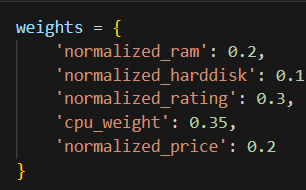 weights = {
    'normalized_ram': 0.2,
    'normalized_harddisk': 0.1
    'normalized_rating': 0.3,
    'cpu_weight': 0.35,
    'normalized_price': 0.2
}